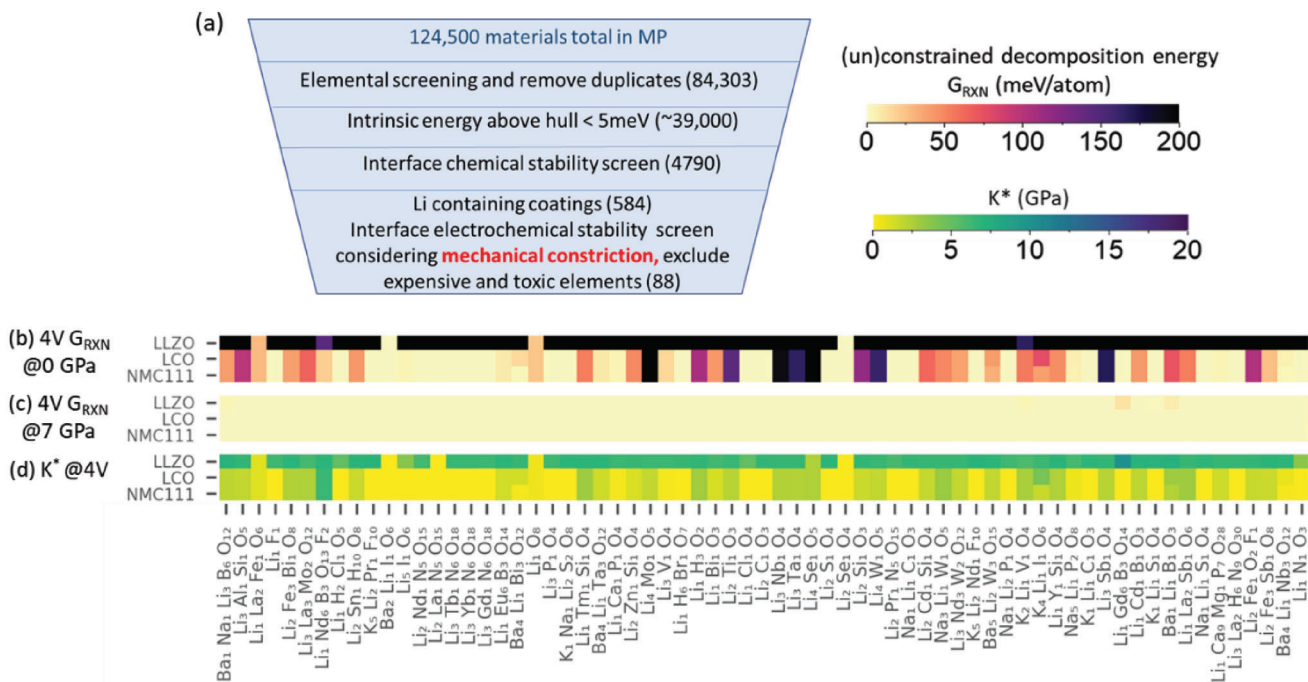 (a)
124,500 materials total in MP
Elemental screening and remove duplicates (84,303)
Intrinsic energy above hull < 5meV (~39,000)
Interface chemical stability screen (4790)
Li containing coatings (584)
Interface electrochemical stability screen
considering mechanical constriction, exclude
expensive and toxic elements (88)
(un)constrained decomposition energy
G_RXN (meV/atom)
0 50 100 150 200
K* (GPa)
0 5 10 15 20
(b) 4V G_RXN
@0 GPa
LLZO
LCO
NMC111
(c) 4V G_RXN
@7 GPa
LLZO
LCO
NMC111
(d) K* @4V
LLZO
LCO
NMC111
Ba₁ Na₁ Li₃ B₆ O₁₂
Li₃ Al₁ Si₁ O₅
Li₁ La₂ Fe₁ O₆
Li₁ F₁
Li₂ Fe₃ Bi₁ O₈
Li₃ La₃ Mo₂ O₁₂
Li₁ Nd₆ B₃ O₁₃ F₂
Li₁ H₂ Cl₁ O₅
Li₂ Sn₁ H₁₀ O₈
K₅ Li₂ Pr₁ F₁₀
Ba₂ Li₁ I₁ O₆
Li₅ I₁ O₆
Li₂ Nd₁ N₅ O₁₅
Li₂ La₁ N₅ O₁₅
Li₃ Tb₁ N₆ O₁₈
Li₃ Yb₁ N₆ O₁₈
Li₃ Gd₁ N₆ O₁₈
Li₁ Eu₆ B₃ O₁₄
Ba₄ Li₁ Bi₃ O₁₂
Li₁ O₈
Li₃ P₁ O₄
K₁ Na₁ Li₂ S₂ O₈
Li₁ Tm₁ Si₁ O₄
Ba₄ Li₁ Ta₃ O₁₂
Li₁ Ca₁ P₁ O₄
Li₂ Zn₁ Si₁ O₄
Li₄ Mo₁ O₅
Li₃ V₁ O₄
Li₁ H₆ Br₁ O₇
Li₁ H₃ O₂
Li₁ Bi₁ O₃
Li₂ Ti₁ O₃
Li₁ Cl₁ O₄
Li₂ C₁ O₃
Li₃ Nb₁ O₄
Li₃ Ta₁ O₄
Li₄ Se₁ O₅
Li₂ S₁ O₄
Li₂ Se₁ O₄
Li₂ Si₁ O₃
Li₄ W₁ O₅
Li₂ Pr₁ N₅ O₁₅
Na₁ Li₁ C₁ O₃
Li₂ Cd₁ Si₁ O₄
Na₃ Li₁ W₁ O₅
Li₃ Nd₃ W₂ O₁₂
K₅ Li₂ Nd₁ F₁₀
Ba₅ Li₂ W₃ O₁₅
Na₁ Li₂ P₁ O₄
K₂ Li₁ V₁ O₄
K₄ Li₁ I₁ O₆
Li₁ Y₁ Si₁ O₄
Na₅ Li₁ P₂ O₈
K₁ Li₁ C₁ O₃
Li₃ Sb₁ O₄
Li₁ Gd₆ B₃ O₁₄
Li₁ Cd₁ B₁ O₃
K₁ Li₁ S₁ O₄
Ba₁ Li₁ B₁ O₃
Li₁ La₂ Sb₁ O₆
Na₁ Li₁ S₁ O₄
Li₁ Ca₉ Mg₁ P₇ O₂₈
Li₃ La₂ H₆ N₉ O₃₀
Li₂ Fe₁ O₂ F₁
Li₂ Fe₃ Sb₁ O₈
Ba₄ Li₁ Nb₃ O₁₂
Li₁ N₁ O₃